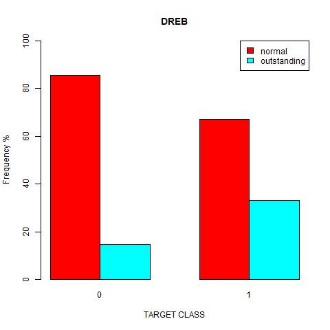 DREB
normal
outstanding
Frequency %
100
80
60
40
20
0
0 1
TARGET CLASS